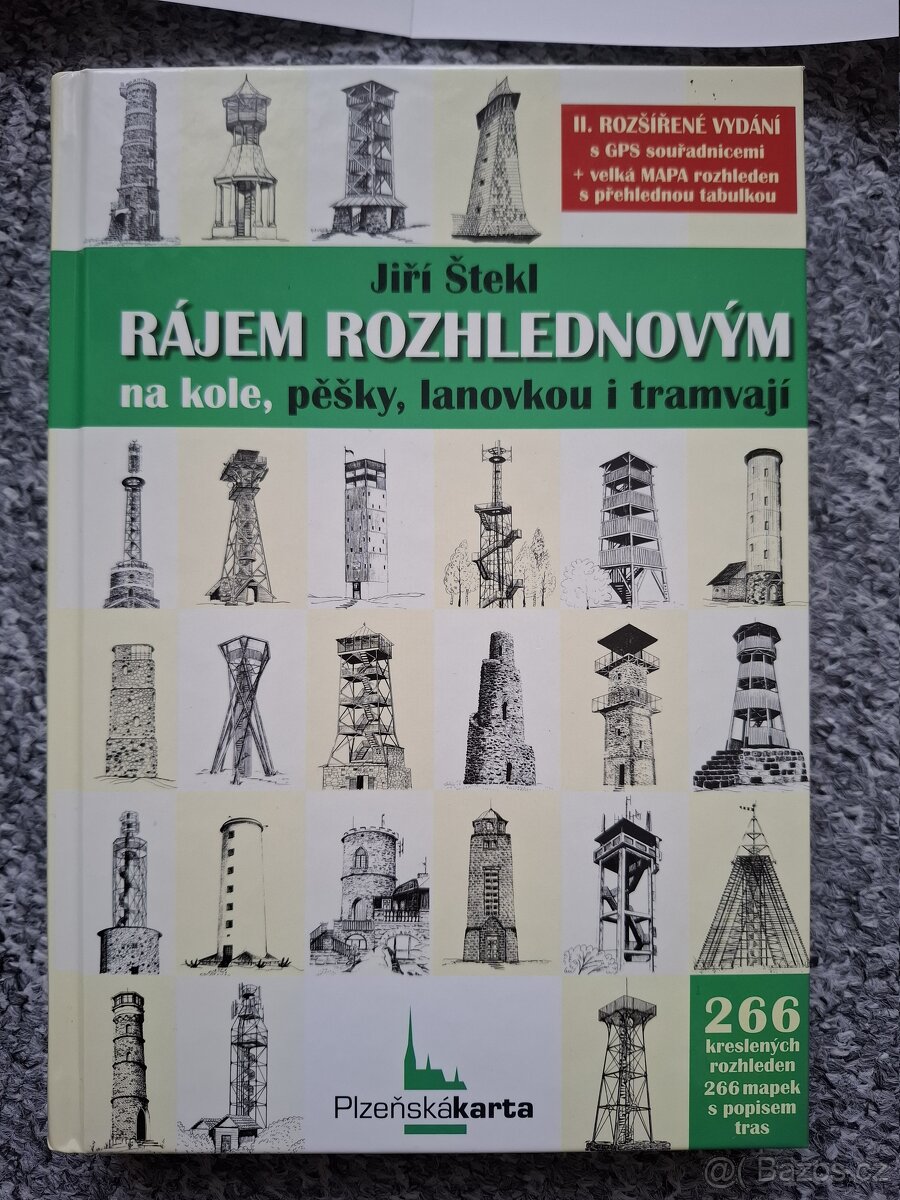 II. ROZŠÍŘENÉ VYDÁNÍ
s GPS souřadnicemi
+ velká MAPA rozhleden
s přehlednou tabulkou
Jiří Štekl
RÁJEM ROZHLEDNOVÝM
na kole, pěšky, lanovkou i tramvají
266
kreslených
rozhleden
266 mapek
s popisem
tras
Plzeňskákarta
@ Bazos.cz